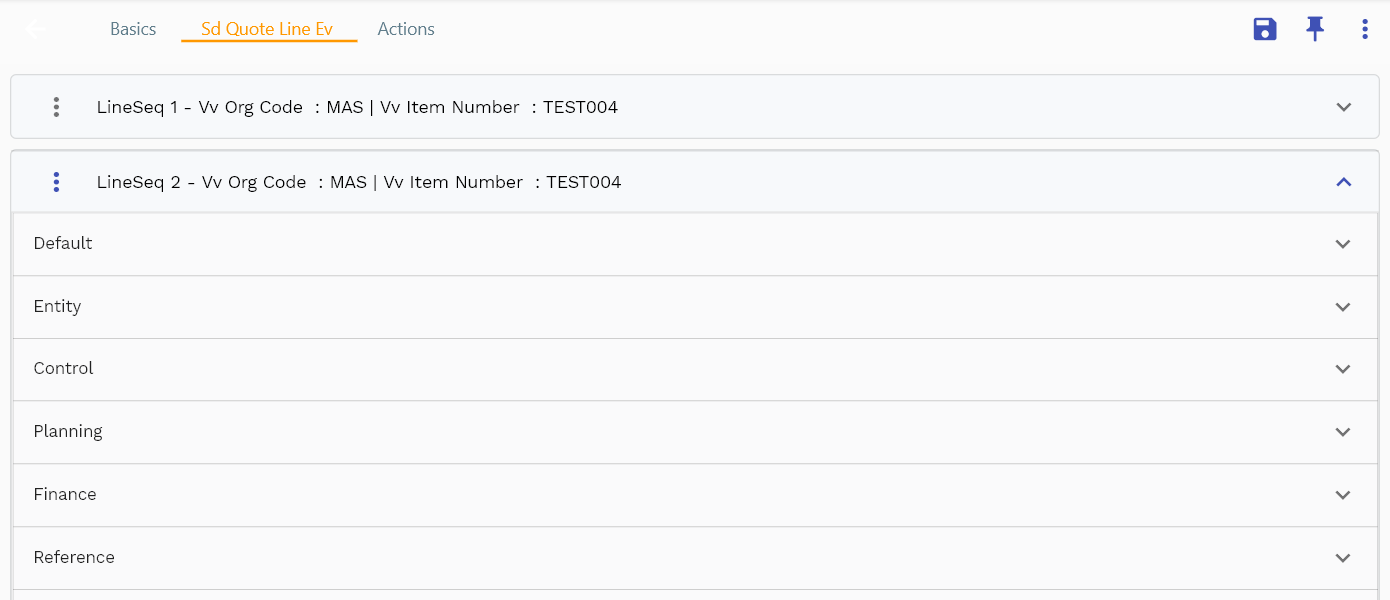 Basics Sd Quote Line Ev Actions
LineSeq 1 - Vv Org Code : MAS | Vv Item Number : TEST004
LineSeq 2 - Vv Org Code : MAS | Vv Item Number : TEST004
Default
Entity
Control
Planning
Finance
Reference